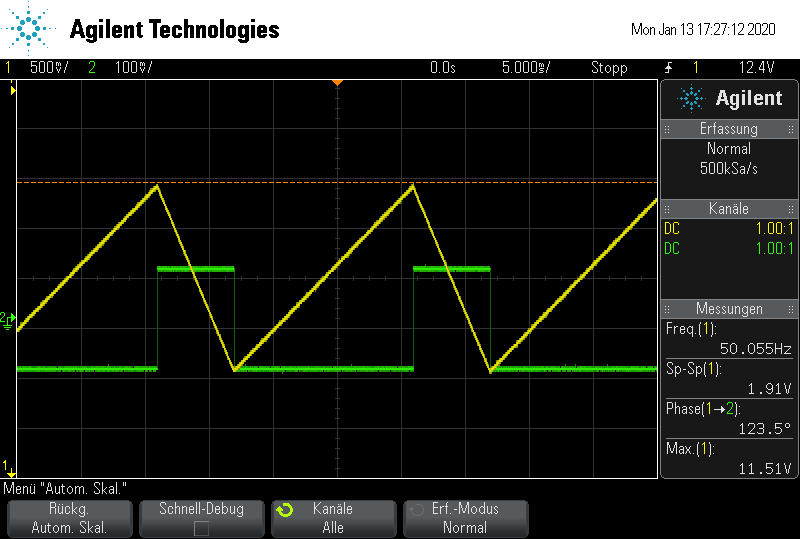 Agilent Technologies
Mon Jan 13 17:27:12 2020
1 500mV/ 2 100mV/ 0.0s 5.000ms/ Stopp 1 12.4V
Agilent
Erfassung
Normal
500kSa/s
Kanäle
DC 1.00:1
DC 1.00:1
Messungen
Freq.(1):
50.055Hz
Sp-Sp(1):
1.91V
Phase(1→2):
123.5°
Max.(1):
11.51V
2
1
Menü "Autom. Skal."
Rückg.
Autom. Skal.
Schnell-Debug
Kanäle
Alle
Erf.-Modus
Normal